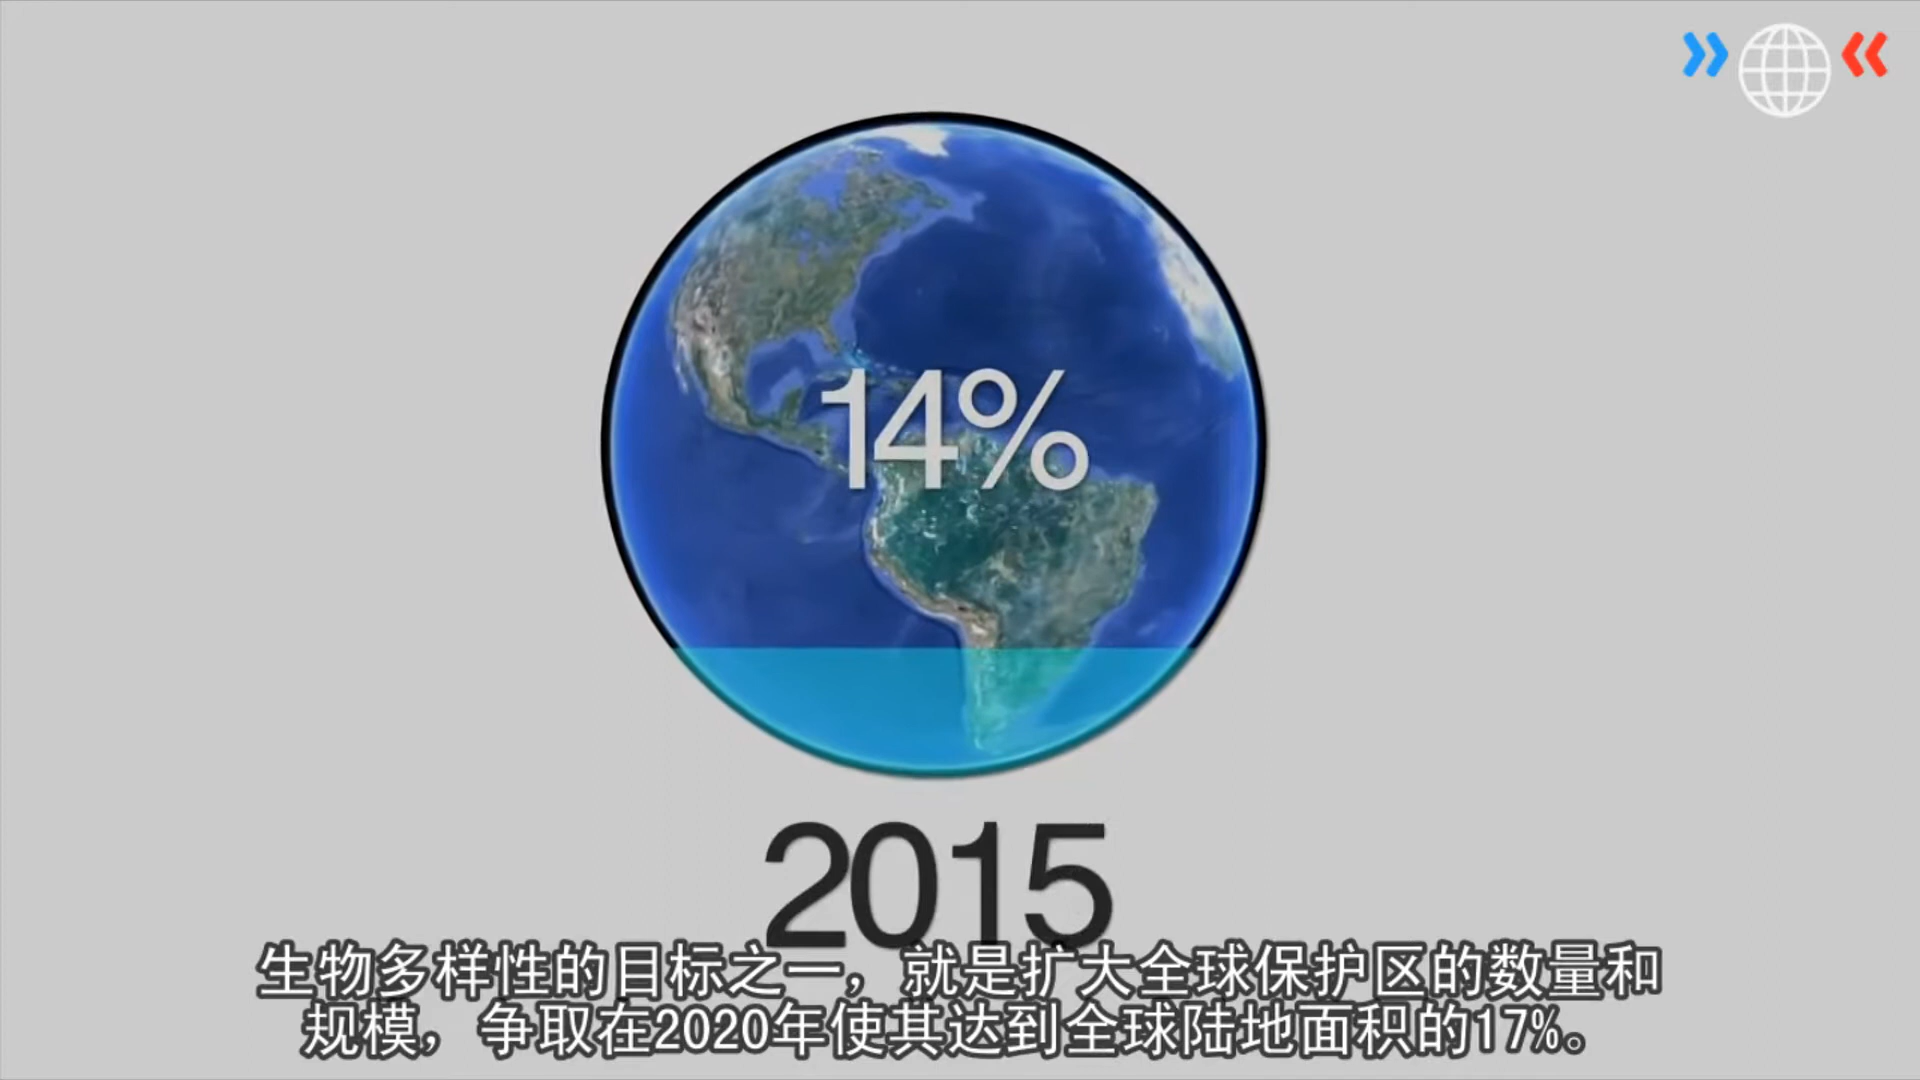 14%
2015
生物多样性的目标之一，就是扩大全球保护区的数量和
规模，争取在2020年使其达到全球陆地面积的17%。